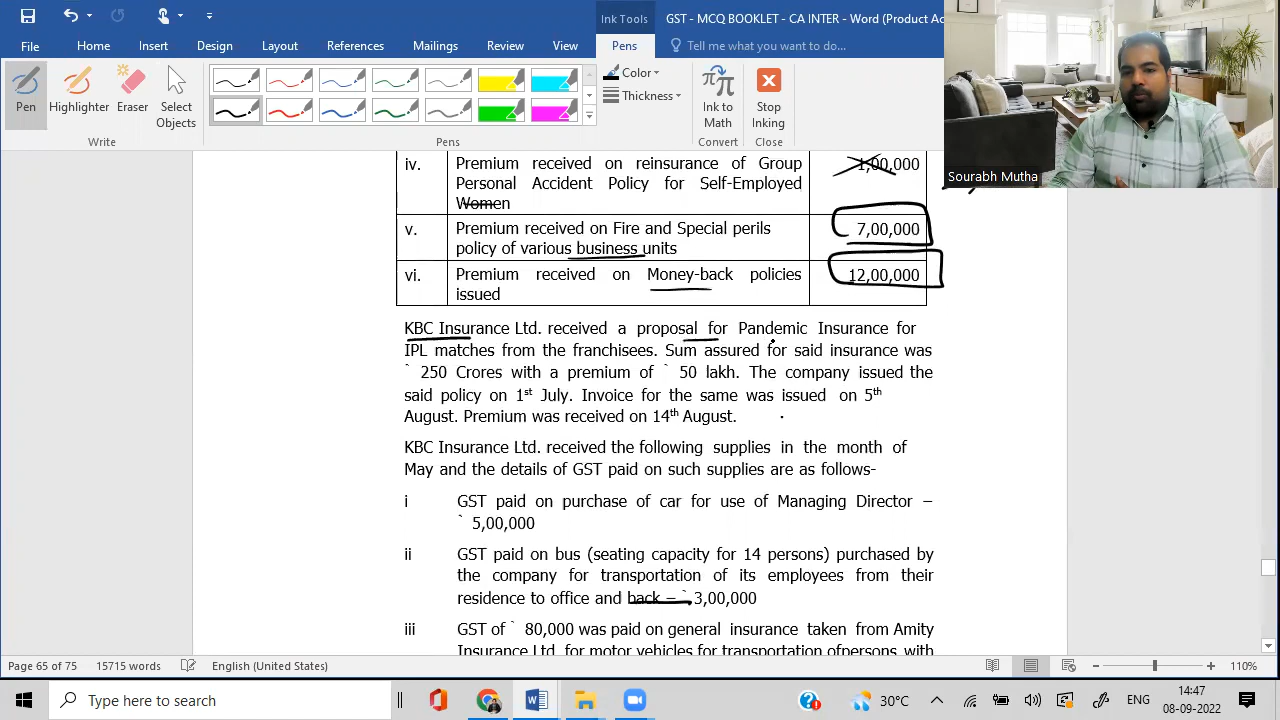 Ink Tools
GST - MCQ BOOKLET - CA INTER - Word (Product Ac
File Home Insert Design Layout References Mailings Review View Pens Tell me what you want to do...
Pen Highlighter Eraser Select Objects
Color
Thickness
Ink to Math
Stop Inking
Write Pens Convert Close
Sourabh Mutha
iv. Premium received on reinsurance of Group 1,00,000
Personal Accident Policy for Self-Employed
Women
v. Premium received on Fire and Special perils 7,00,000
policy of various business units
vi. Premium received on Money-back policies 12,00,000
issued
KBC Insurance Ltd. received a proposal for Pandemic Insurance for
IPL matches from the franchisees. Sum assured for said insurance was
` 250 Crores with a premium of ` 50 lakh. The company issued the
said policy on 1st July. Invoice for the same was issued on 5th
August. Premium was received on 14th August.
KBC Insurance Ltd. received the following supplies in the month of
May and the details of GST paid on such supplies are as follows-
i GST paid on purchase of car for use of Managing Director –
` 5,00,000
ii GST paid on bus (seating capacity for 14 persons) purchased by
the company for transportation of its employees from their
residence to office and back – ` 3,00,000
iii GST of ` 80,000 was paid on general insurance taken from Amity
Insurance Ltd. for motor vehicles for transportation ofpersons with
Page 65 of 75 15715 words English (United States) 110%
Type here to search
30°C ENG 14:47
08-09-2022